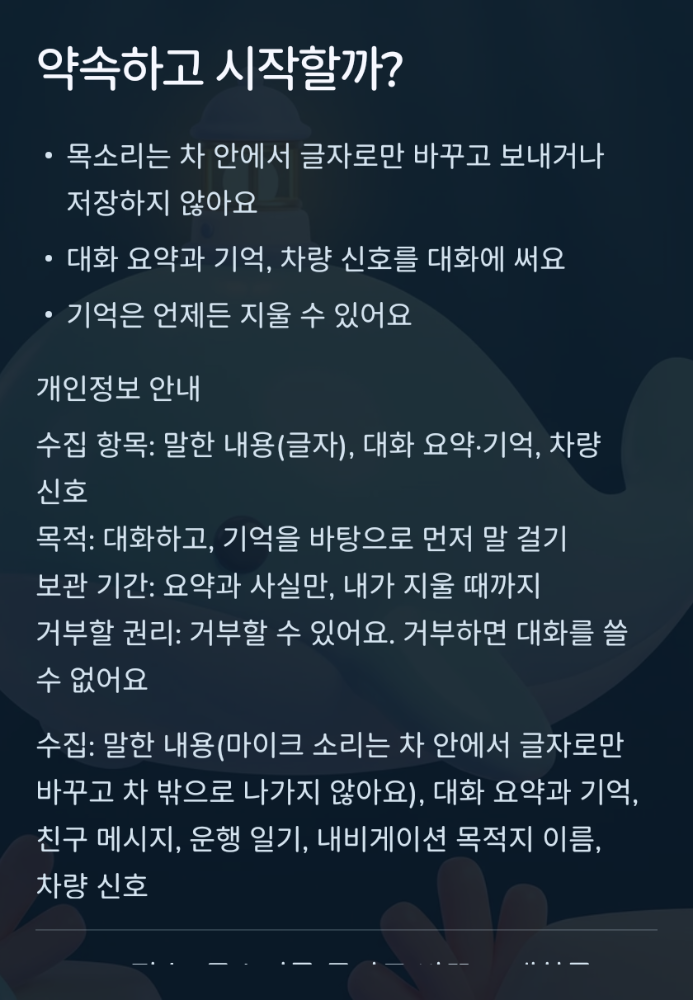 약속하고 시작할까?
• 목소리는 차 안에서 글자로만 바꾸고 보내거나
저장하지 않아요
• 대화 요약과 기억, 차량 신호를 대화에 써요
• 기억은 언제든 지울 수 있어요
개인정보 안내
수집 항목: 말한 내용(글자), 대화 요약·기억, 차량
신호
목적: 대화하고, 기억을 바탕으로 먼저 말 걸기
보관 기간: 요약과 사실만, 내가 지울 때까지
거부할 권리: 거부할 수 있어요. 거부하면 대화를 쓸
수 없어요
수집: 말한 내용(마이크 소리는 차 안에서 글자로만
바꾸고 차 밖으로 나가지 않아요), 대화 요약과 기억,
친구 메시지, 운행 일기, 내비게이션 목적지 이름,
차량 신호